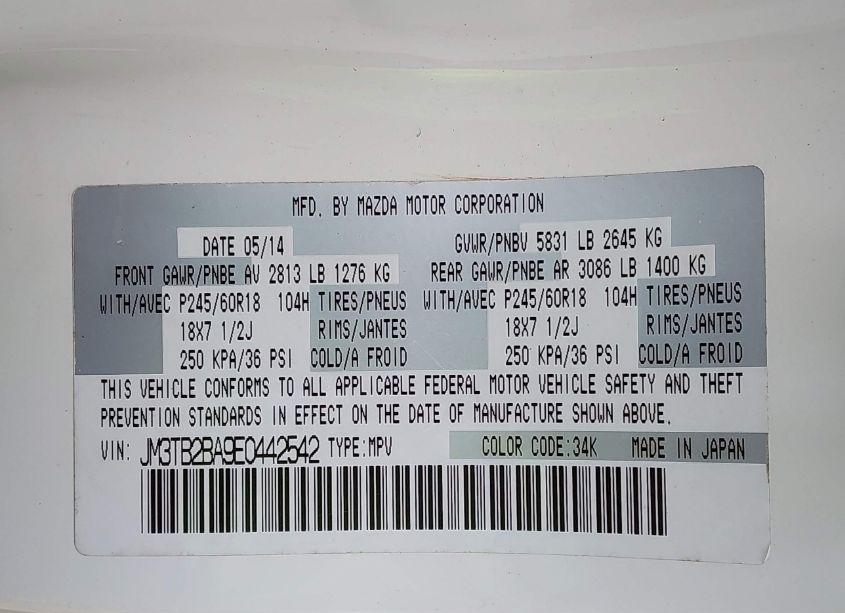 MFD. BY MAZDA MOTOR CORPORATION
DATE 05/14 GVWR/PNBV 5831 LB 2645 KG
FRONT GAWR/PNBE AV 2813 LB 1276 KG REAR GAWR/PNBE AR 3086 LB 1400 KG
WITH/AVEC P245/60R18 104H TIRES/PNEUS WITH/AVEC P245/60R18 104H TIRES/PNEUS
18X7 1/2J RIMS/JANTES 18X7 1/2J RIMS/JANTES
250 KPA/36 PSI COLD/A FROID 250 KPA/36 PSI COLD/A FROID
THIS VEHICLE CONFORMS TO ALL APPLICABLE FEDERAL MOTOR VEHICLE SAFETY AND THEFT
PREVENTION STANDARDS IN EFFECT ON THE DATE OF MANUFACTURE SHOWN ABOVE.
VIN: JM3TB2BA9E0442542 TYPE:MPV COLOR CODE:34K MADE IN JAPAN